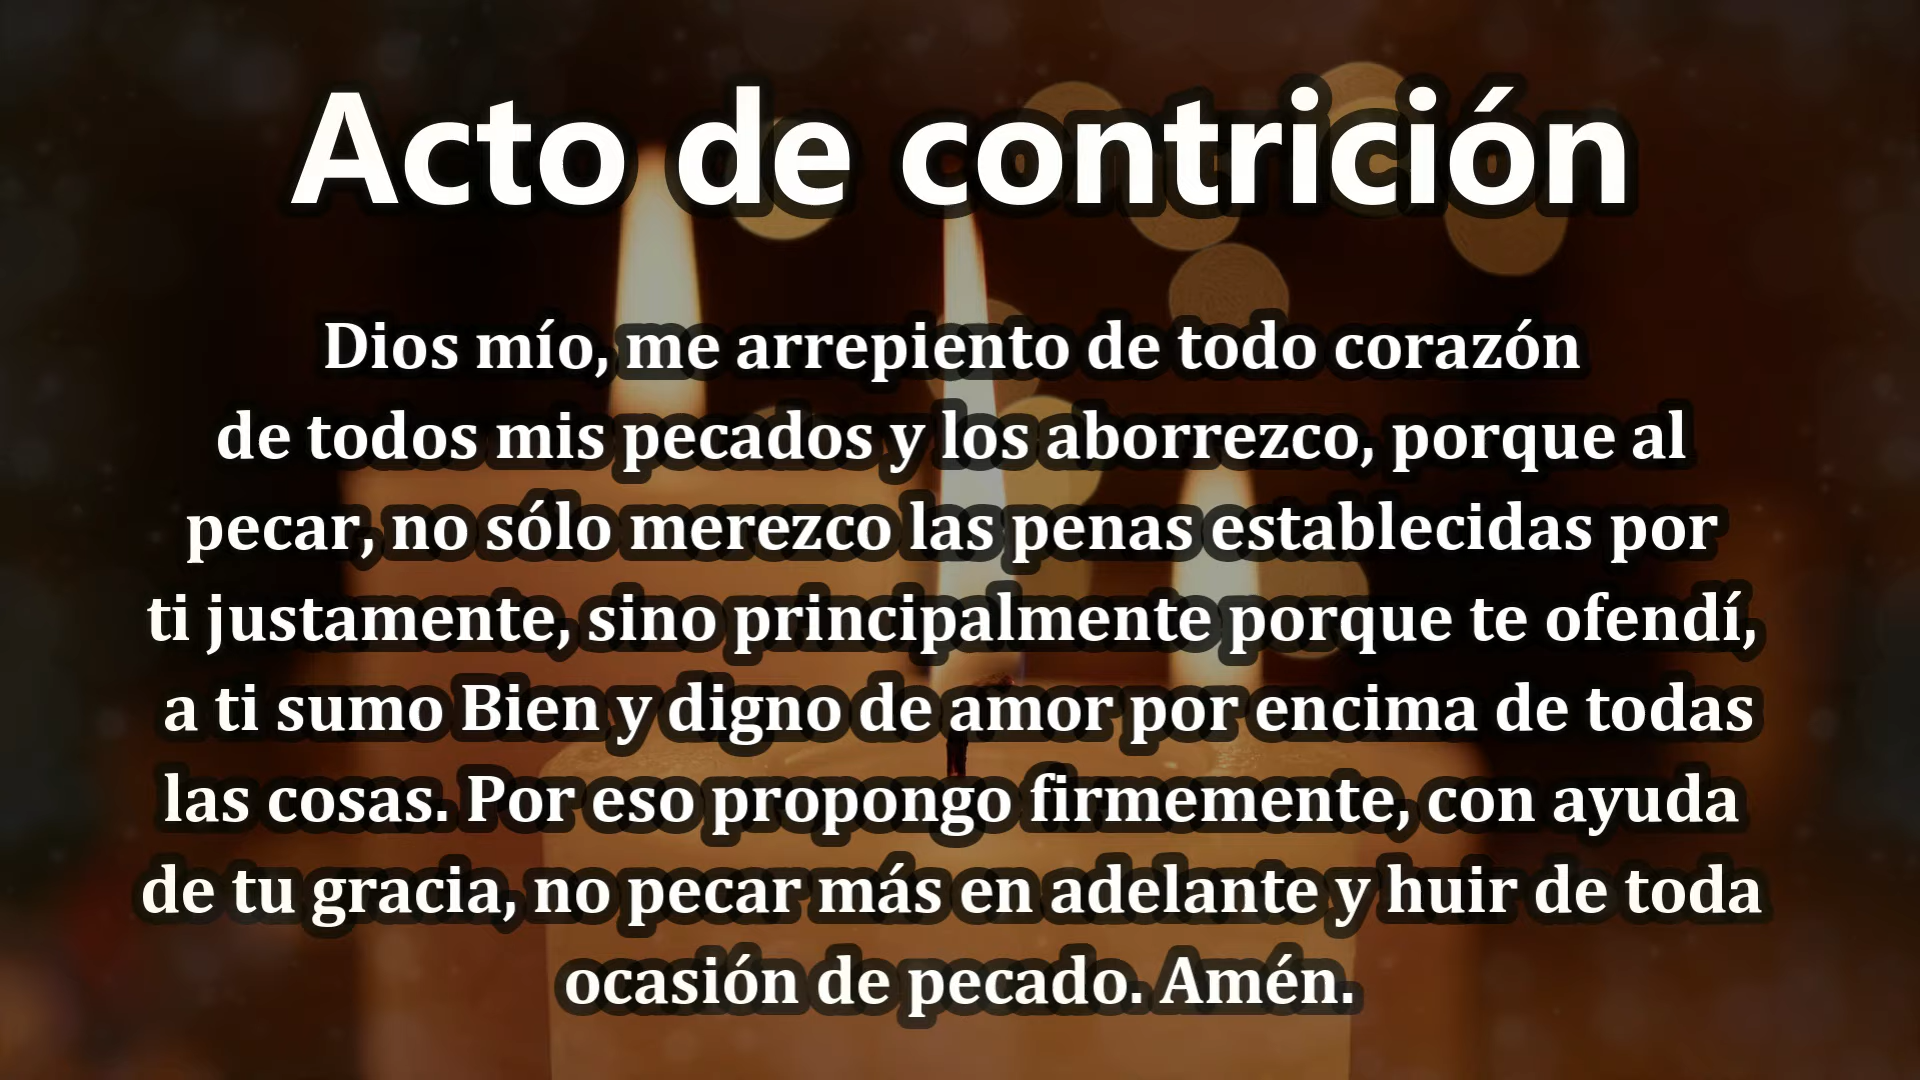 Acto de contrición
Dios mío, me arrepiento de todo corazón
de todos mis pecados y los aborrezco, porque al
pecar, no sólo merezco las penas establecidas por
ti justamente, sino principalmente porque te ofendí,
a ti sumo Bien y digno de amor por encima de todas
las cosas. Por eso propongo firmemente, con ayuda
de tu gracia, no pecar más en adelante y huir de toda
ocasión de pecado. Amén.